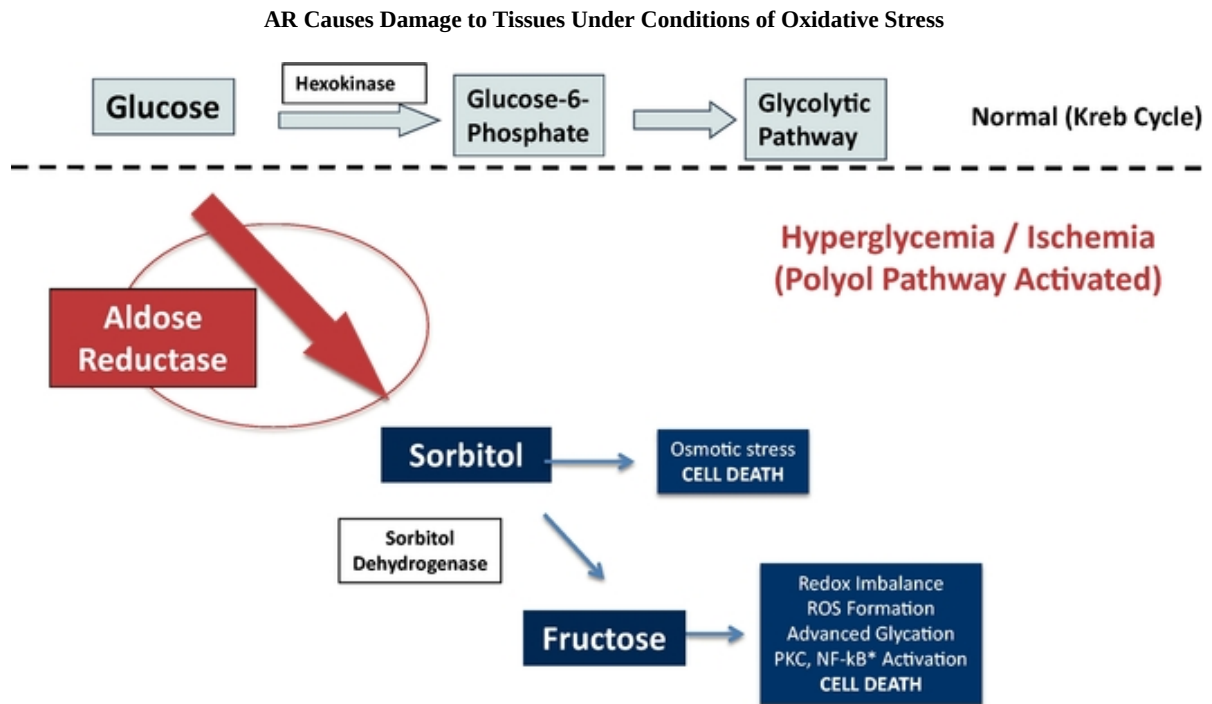 AR Causes Damage to Tissues Under Conditions of Oxidative Stress
Glucose
Hexokinase
Glucose-6-
Phosphate
Glycolytic
Pathway
Normal (Kreb Cycle)
Hyperglycemia / Ischemia
(Polyol Pathway Activated)
Aldose
Reductase
Sorbitol
Osmotic stress
CELL DEATH
Sorbitol
Dehydrogenase
Fructose
Redox Imbalance
ROS Formation
Advanced Glycation
PKC, NF-kB* Activation
CELL DEATH